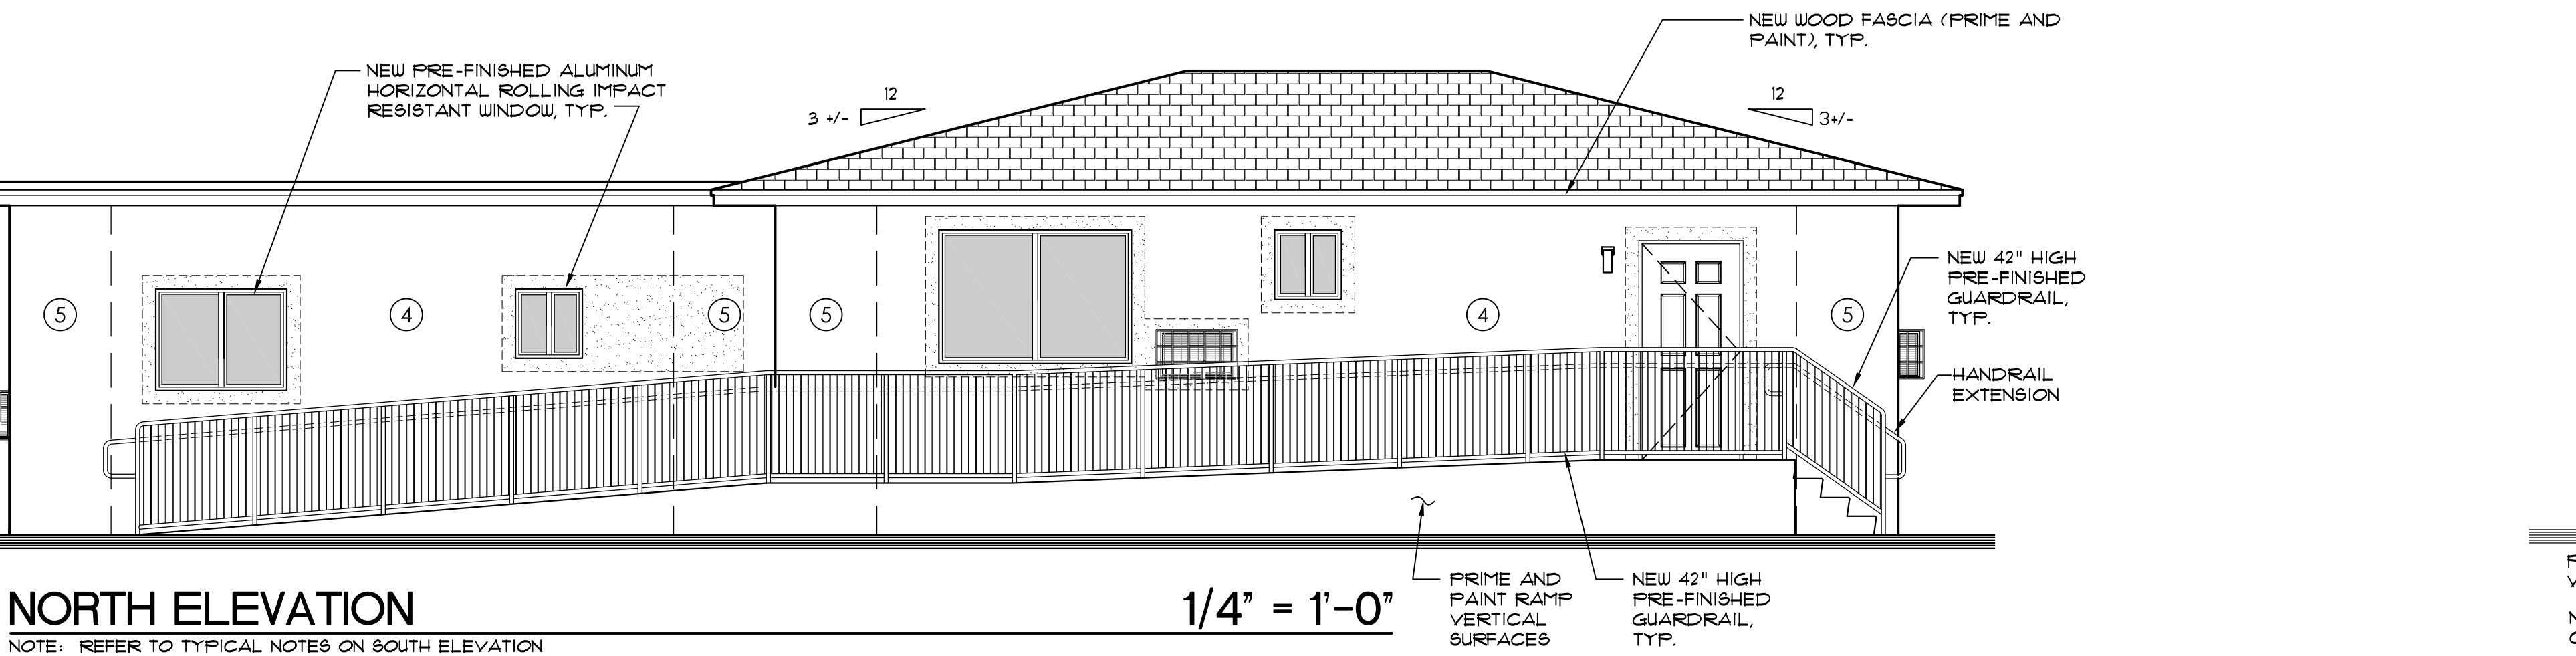 NEW WOOD FASCIA (PRIME AND
PAINT), TYP.
NEW PRE-FINISHED ALUMINUM
HORIZONTAL ROLLING IMPACT
RESISTANT WINDOW, TYP.
12
3 +/-
12
3+/-
NEW 42" HIGH
PRE-FINISHED
GUARDRAIL,
TYP.
5
4
5
5
4
5
HANDRAIL
EXTENSION
PRIME AND
PAINT RAMP
VERTICAL
SURFACES
NEW 42" HIGH
PRE-FINISHED
GUARDRAIL,
TYP.
NORTH ELEVATION
1/4" = 1'-0"
NOTE: REFER TO TYPICAL NOTES ON SOUTH ELEVATION